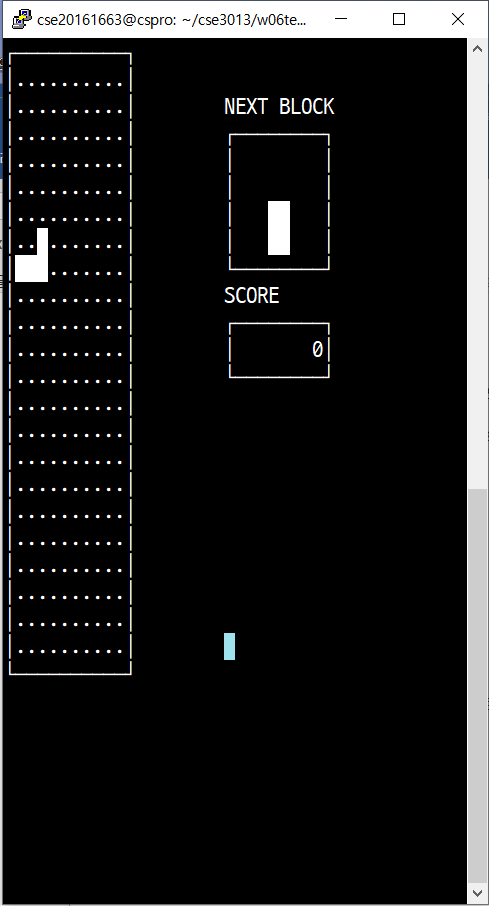 cse20161663@cspro: ~/cse3013/w06te...
NEXT BLOCK
SCORE
0